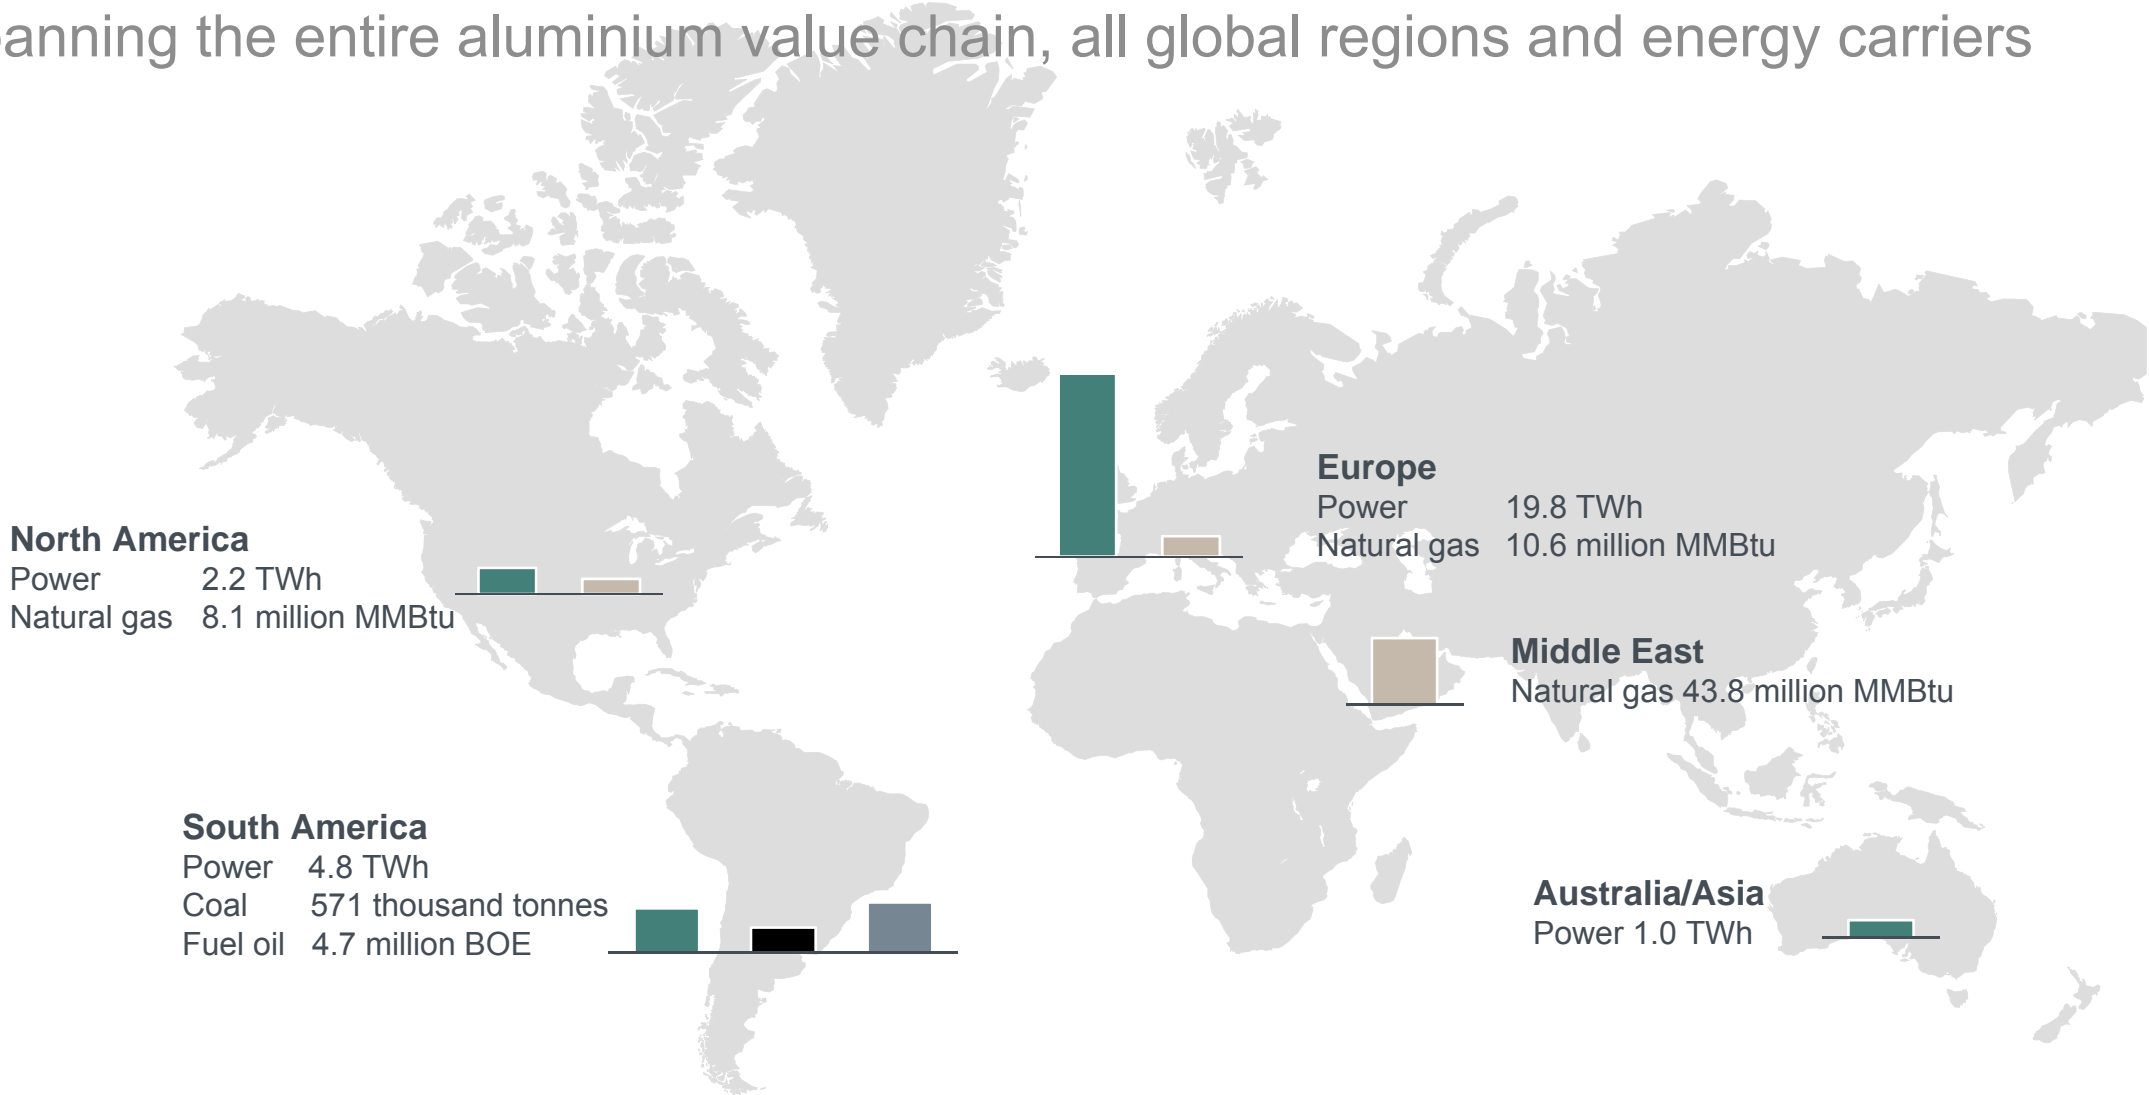 anning the entire aluminium value chain, all global regions and energy carriers
Europe
Power 19.8 TWh
Natural gas 10.6 million MMBtu
North America
Power 2.2 TWh
Natural gas 8.1 million MMBtu
Middle East
Natural gas 43.8 million MMBtu
South America
Power 4.8 TWh
Coal 571 thousand tonnes
Fuel oil 4.7 million BOE
Australia/Asia
Power 1.0 TWh